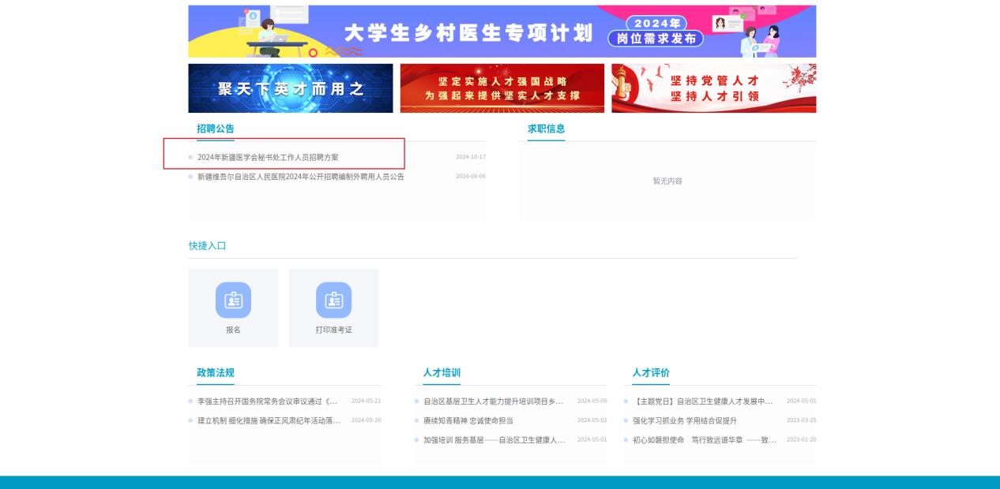 大学生乡村医生专项计划
2024年
岗位需求发布
聚天下英才而用之
坚定实施人才强国战略
为强起来提供坚实人才支撑
坚持党管人才
坚持人才引领
招聘公告
2024年新疆医学会秘书处工作人员招聘方案 2024-10-17
新疆维吾尔自治区人民医院2024年公开招聘编制外聘用人员公告 2024-06-06
求职信息
暂无内容
快捷入口
报名
打印准考证
政策法规
李强主持召开国务院常务会议审议通过《... 2024-05-21
建立机制 细化措施 确保正风肃纪年活动落... 2024-05-20
人才培训
自治区基层卫生人才能力提升培训项目乡... 2024-05-09
赓续知青精神 忠诚使命担当 2024-05-02
加强培训 服务基层——自治区卫生健康人... 2024-05-01
人才评价
【主题党日】自治区卫生健康人才发展中... 2024-05-01
强化学习抓业务 学用结合促提升 2023-03-25
初心如磐担使命 笃行致远谱华章 ——致... 2023-01-20